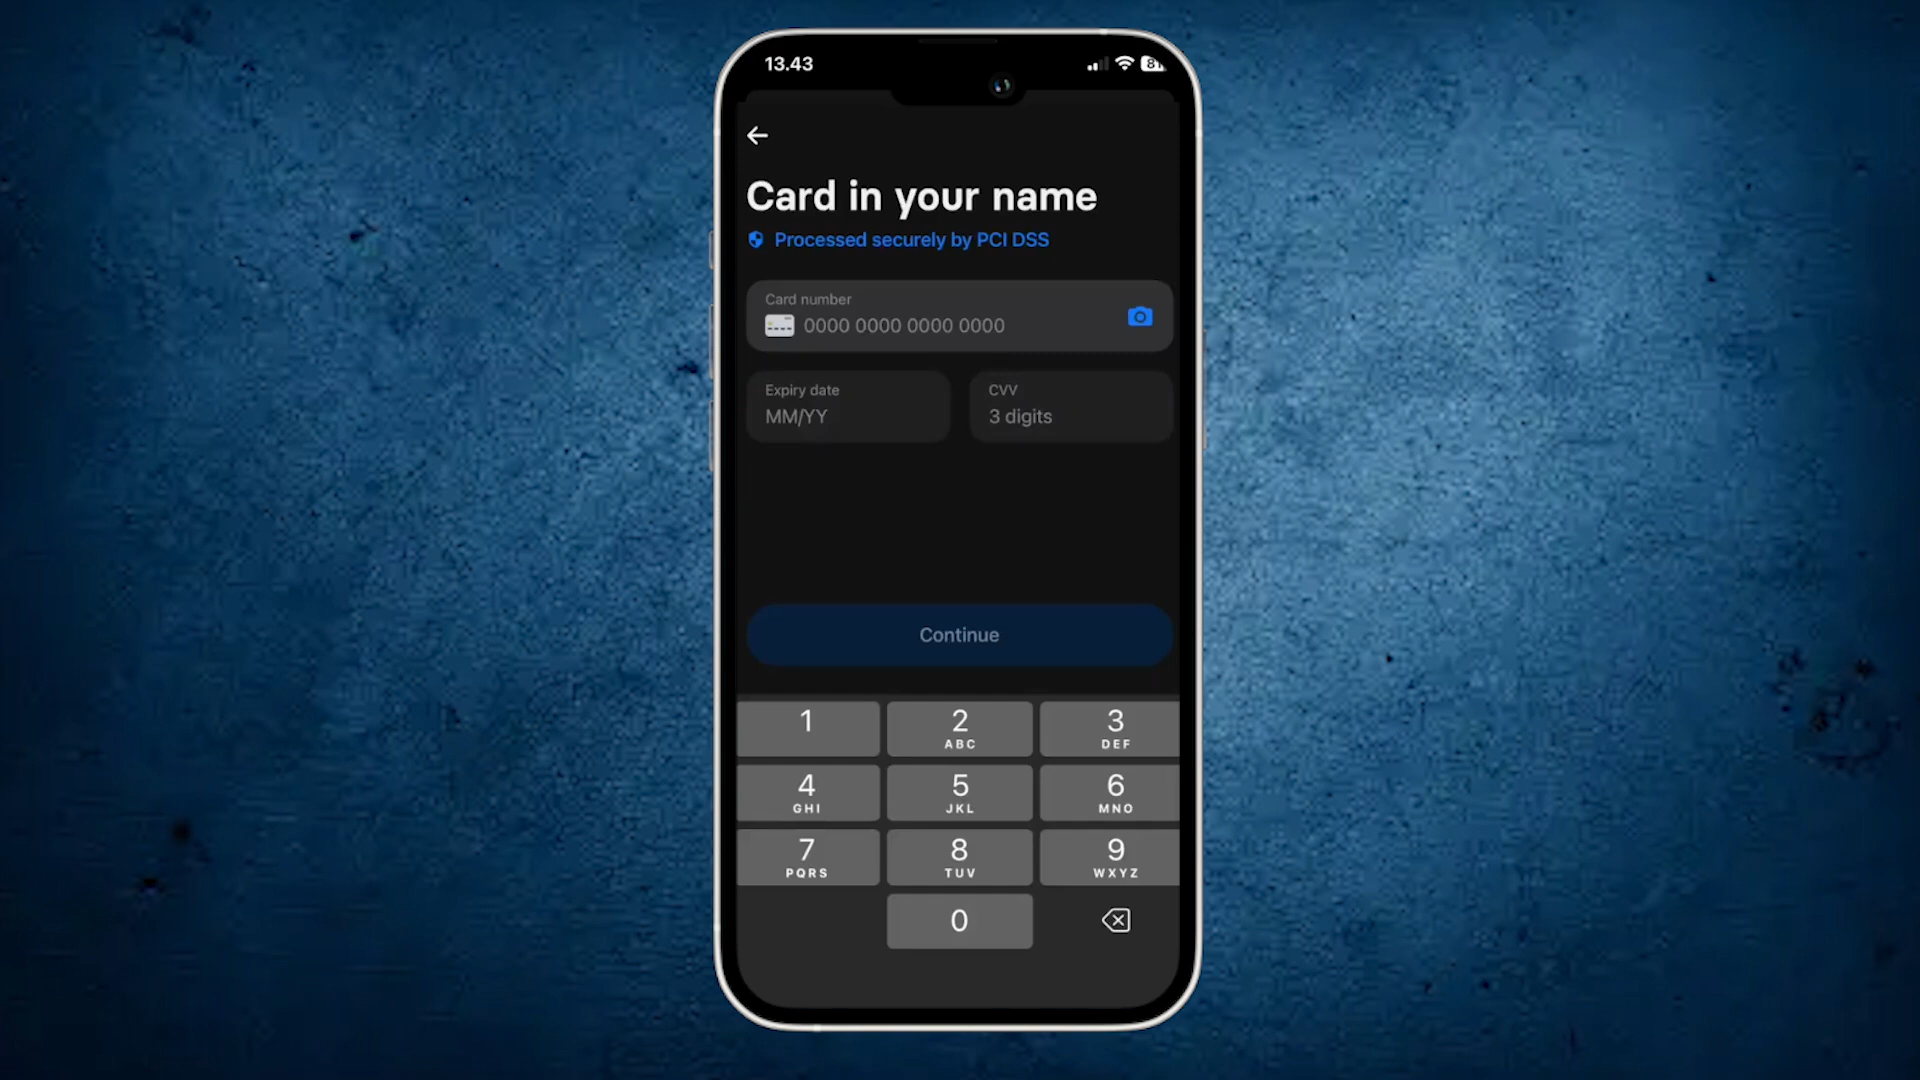 13.43
81
Card in your name
Processed securely by PCI DSS
Card number
0000 0000 0000 0000
Expiry date
MM/YY
CVV
3 digits
Continue
1
2
ABC
3
DEF
4
GHI
5
JKL
6
MNO
7
PQRS
8
TUV
9
WXYZ
0